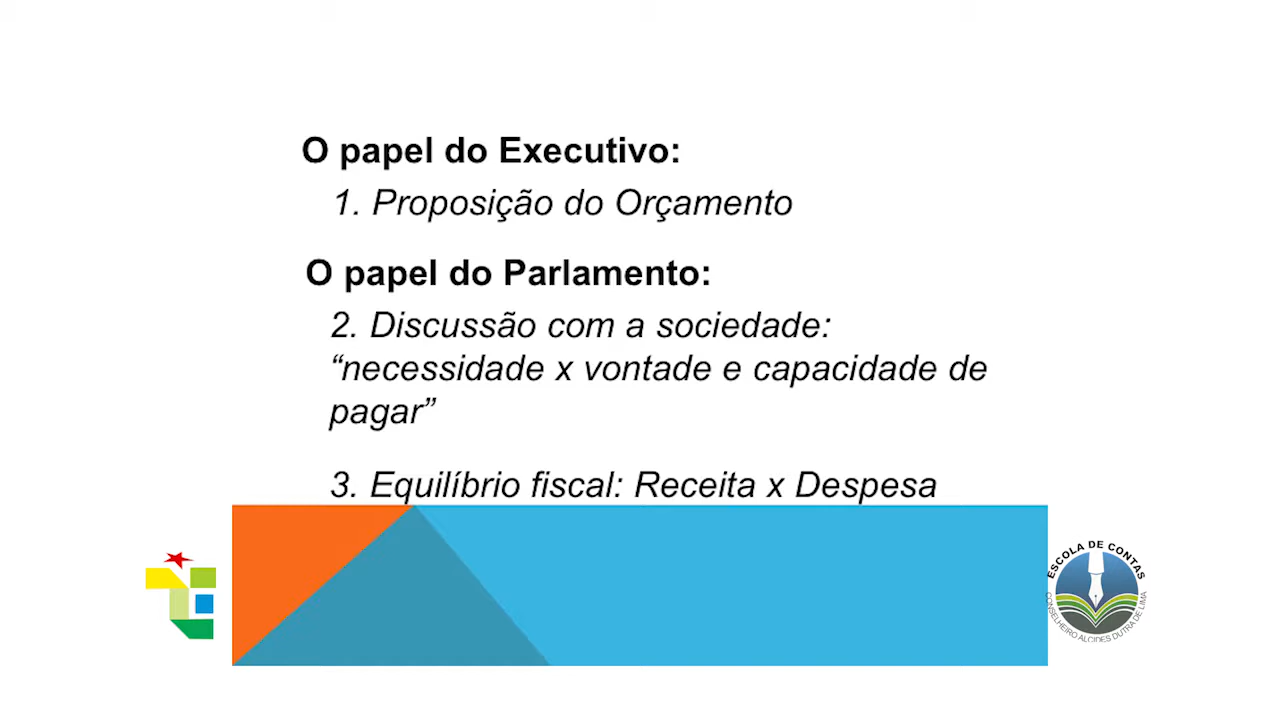 O papel do Executivo:
1. Proposição do Orçamento
O papel do Parlamento:
2. Discussão com a sociedade:
“necessidade x vontade e capacidade de
pagar”
3. Equilíbrio fiscal: Receita x Despesa
ESCOLA DE CONTAS
CONSELHEIRO ALCIDES DUTRA DE LIMA